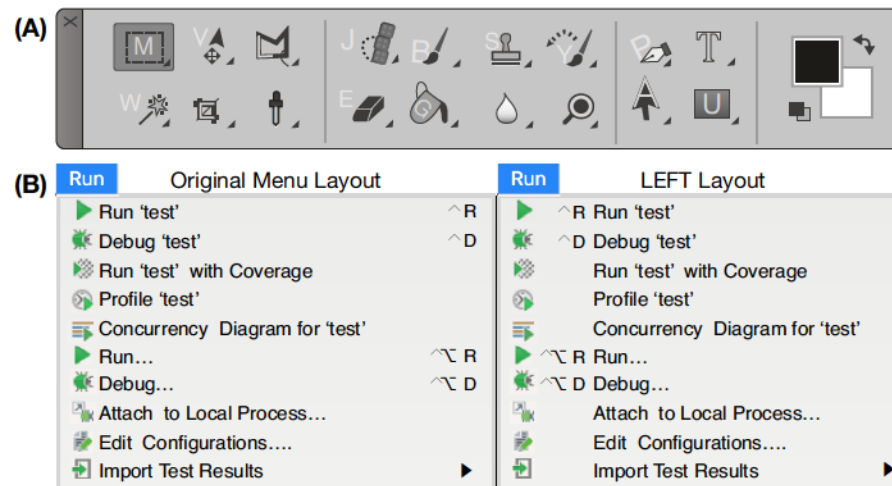 (A)
M V J B S Y P T
W E G A U
(B) Run Original Menu Layout Run LEFT Layout
Run ‘test’ ^ R ^ R Run ‘test’
Debug ‘test’ ^ D ^ D Debug ‘test’
Run ‘test’ with Coverage Run ‘test’ with Coverage
Profile ‘test’ Profile ‘test’
Concurrency Diagram for ‘test’ Concurrency Diagram for ‘test’
Run... ^⌥ R ^⌥ R Run...
Debug... ^⌥ D ^⌥ D Debug...
Attach to Local Process... Attach to Local Process...
Edit Configurations.... Edit Configurations....
Import Test Results Import Test Results